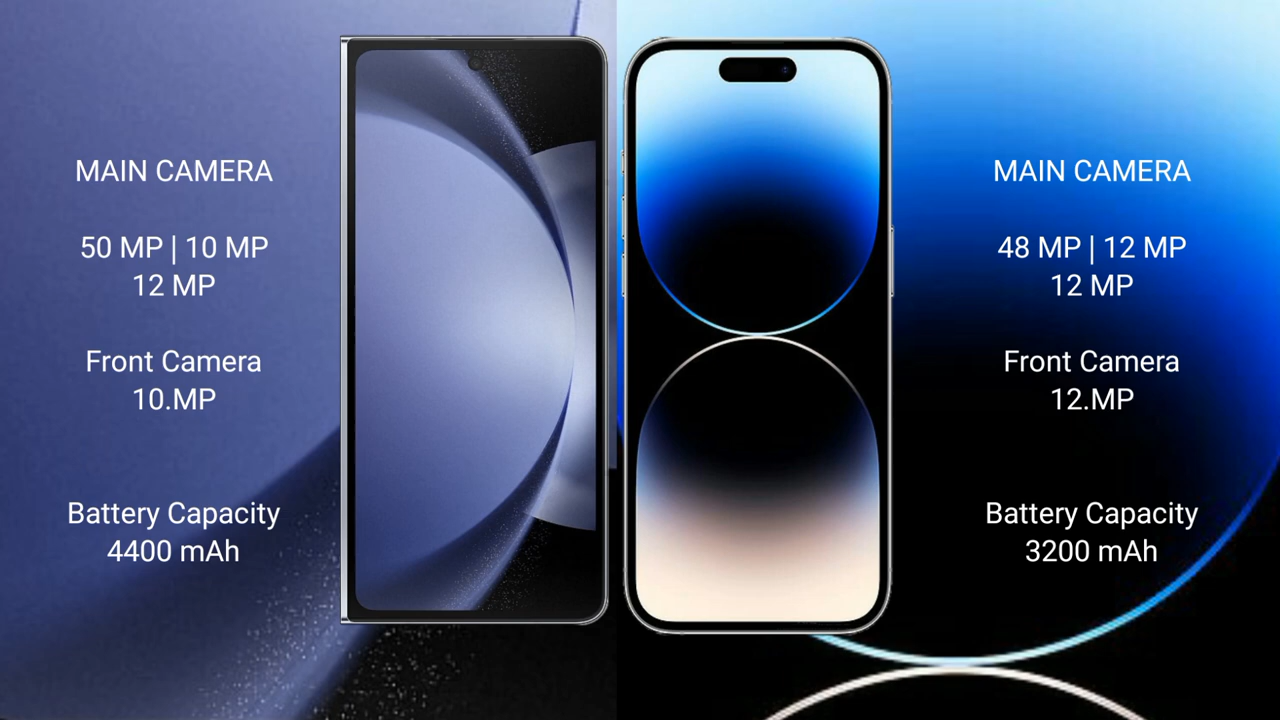 MAIN CAMERA
50 MP | 10 MP
12 MP
Front Camera
10.MP
Battery Capacity
4400 mAh
MAIN CAMERA
48 MP | 12 MP
12 MP
Front Camera
12.MP
Battery Capacity
3200 mAh